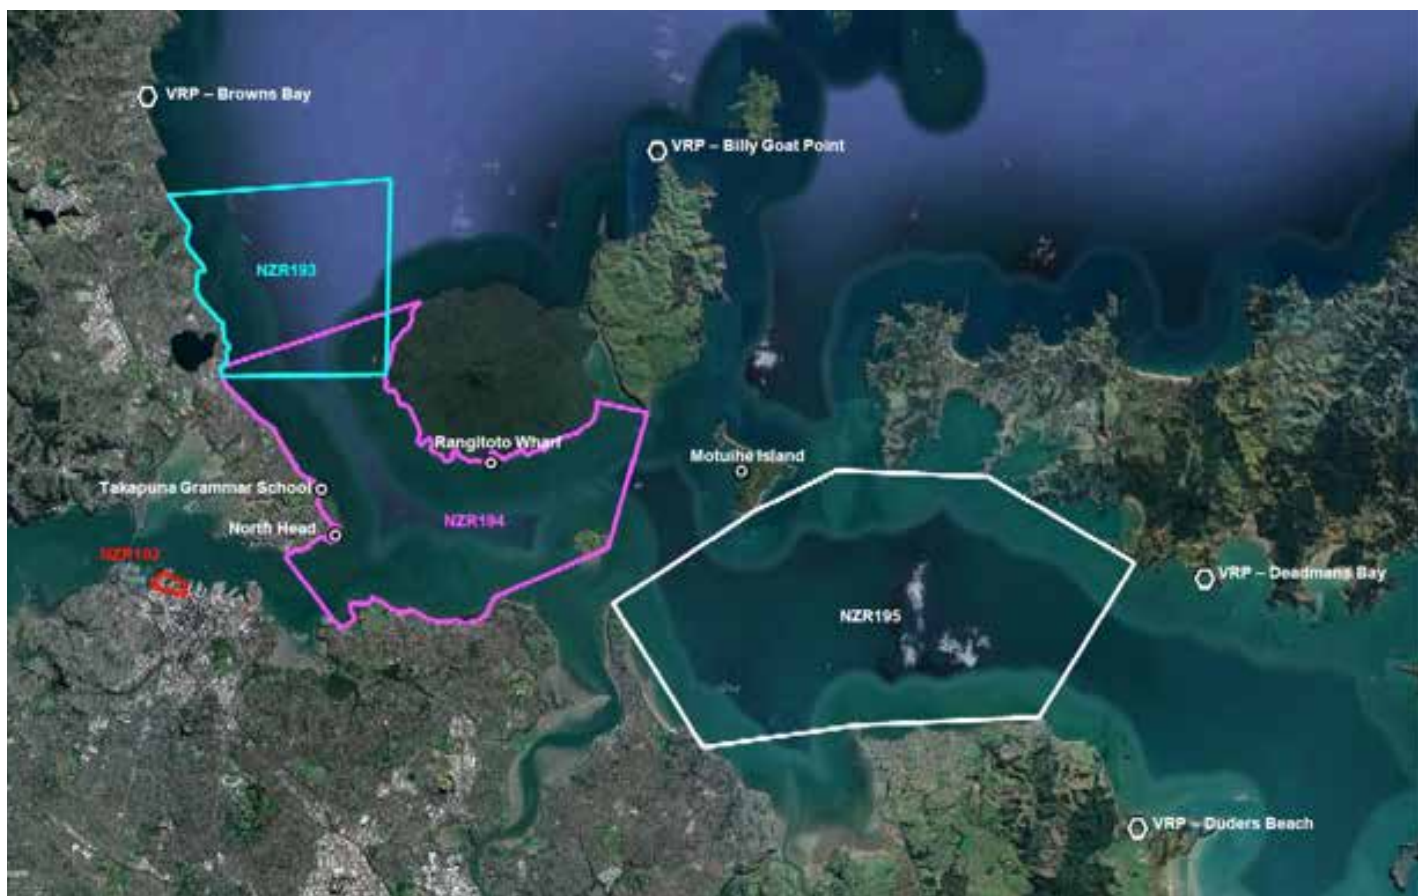 VRP – Browns Bay
VRP – Billy Goat Point
NZR193
Rangitoto Wharf
Motuihe Island
Takapuna Grammar School
NZR194
North Head
NZR192
VRP – Deadmans Bay
NZR195
VRP – Duders Beach